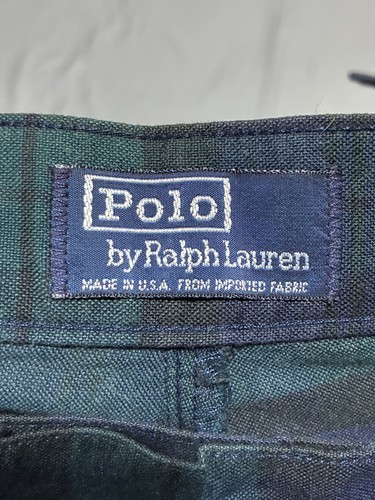 Polo
by Ralph Lauren
MADE IN U.S.A. FROM IMPORTED FABRIC